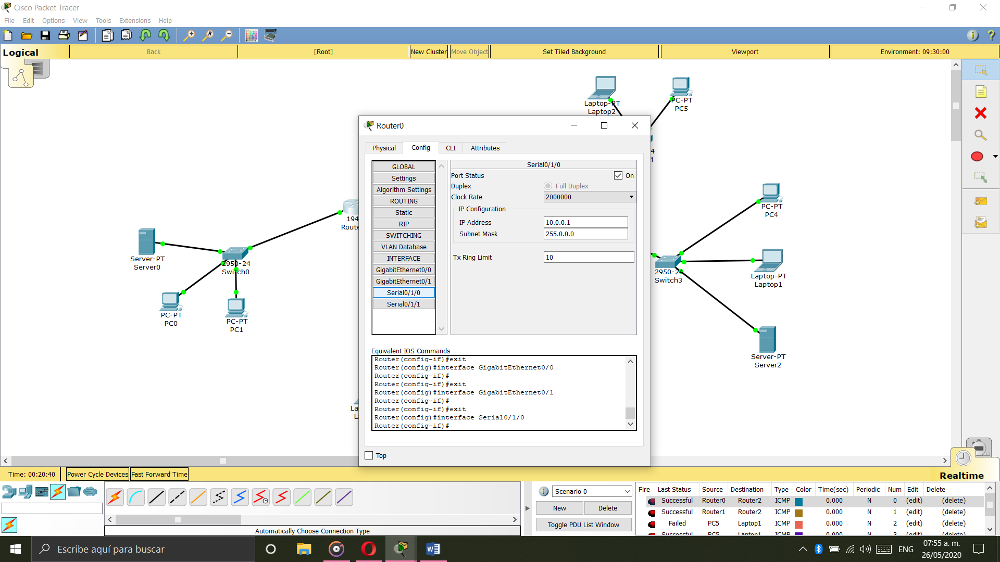 Cisco Packet Tracer
File Edit Options View Tools Extensions Help
Logical Back [Root] New Cluster Move Object Set Tiled Background Viewport Environment: 09:30:00
Laptop-PT
Laptop2
PC-PT
PC5
194
Route
Server-PT
Server0
2950-24
Switch0
PC-PT
PC0
PC-PT
PC1
La
L
4
4
PC-PT
PC4
2950-24
Switch3
Laptop-PT
Laptop1
Server-PT
Server2
Router0
Physical Config CLI Attributes
GLOBAL
Settings
Algorithm Settings
ROUTING
Static
RIP
SWITCHING
VLAN Database
INTERFACE
GigabitEthernet0/0
GigabitEthernet0/1
Serial0/1/0
Serial0/1/1
Serial0/1/0
Port Status On
Duplex Full Duplex
Clock Rate 2000000
IP Configuration
IP Address 10.0.0.1
Subnet Mask 255.0.0.0
Tx Ring Limit 10
Equivalent IOS Commands
Router(config-if)#exit
Router(config)#interface GigabitEthernet0/0
Router(config-if)#
Router(config-if)#exit
Router(config)#interface GigabitEthernet0/1
Router(config-if)#
Router(config-if)#exit
Router(config)#interface Serial0/1/0
Router(config-if)#
Top
Time: 00:20:40 Power Cycle Devices Fast Forward Time
Realtime
Automatically Choose Connection Type
Scenario 0
New Delete
Toggle PDU List Window
Fire Last Status Source Destination Type Color Time(sec) Periodic Num Edit Delete
Successful Router0 Router2 ICMP 0.000 N 0 (edit) (delete)
Successful Router1 Router2 ICMP 0.000 N 1 (edit) (delete)
Failed PC5 Laptop1 ICMP 0.000 N 2 (edit) (delete)
Successful PC5 Laptop1 ICMP 0.000 N 3 (edit) (delete)
Escribe aquí para buscar
ENG
07:55 a. m.
26/05/2020